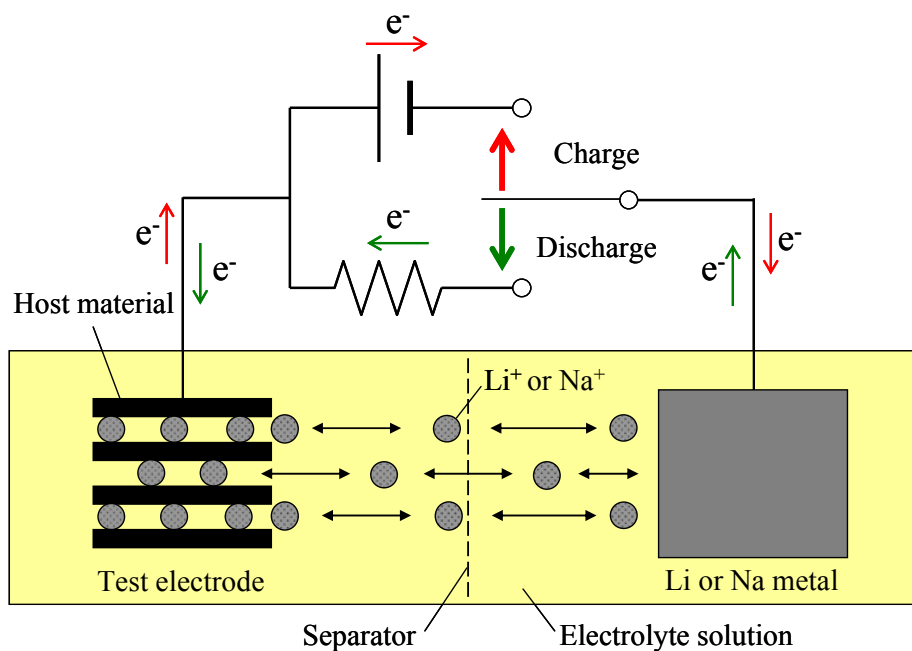 e-
Charge
e-
Discharge
e-
e-
e-
e-
Host material
Li+ or Na+
Test electrode
Li or Na metal
Separator
Electrolyte solution